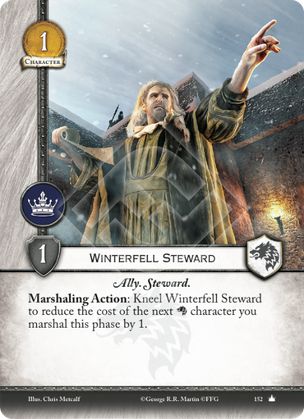 1
CHARACTER
1
WINTERFELL STEWARD
Ally. Steward.
Marshaling Action: Kneel Winterfell Steward
to reduce the cost of the next character you
marshal this phase by 1.
Illus. Chris Metcalf ©George R.R. Martin ©FFG 152